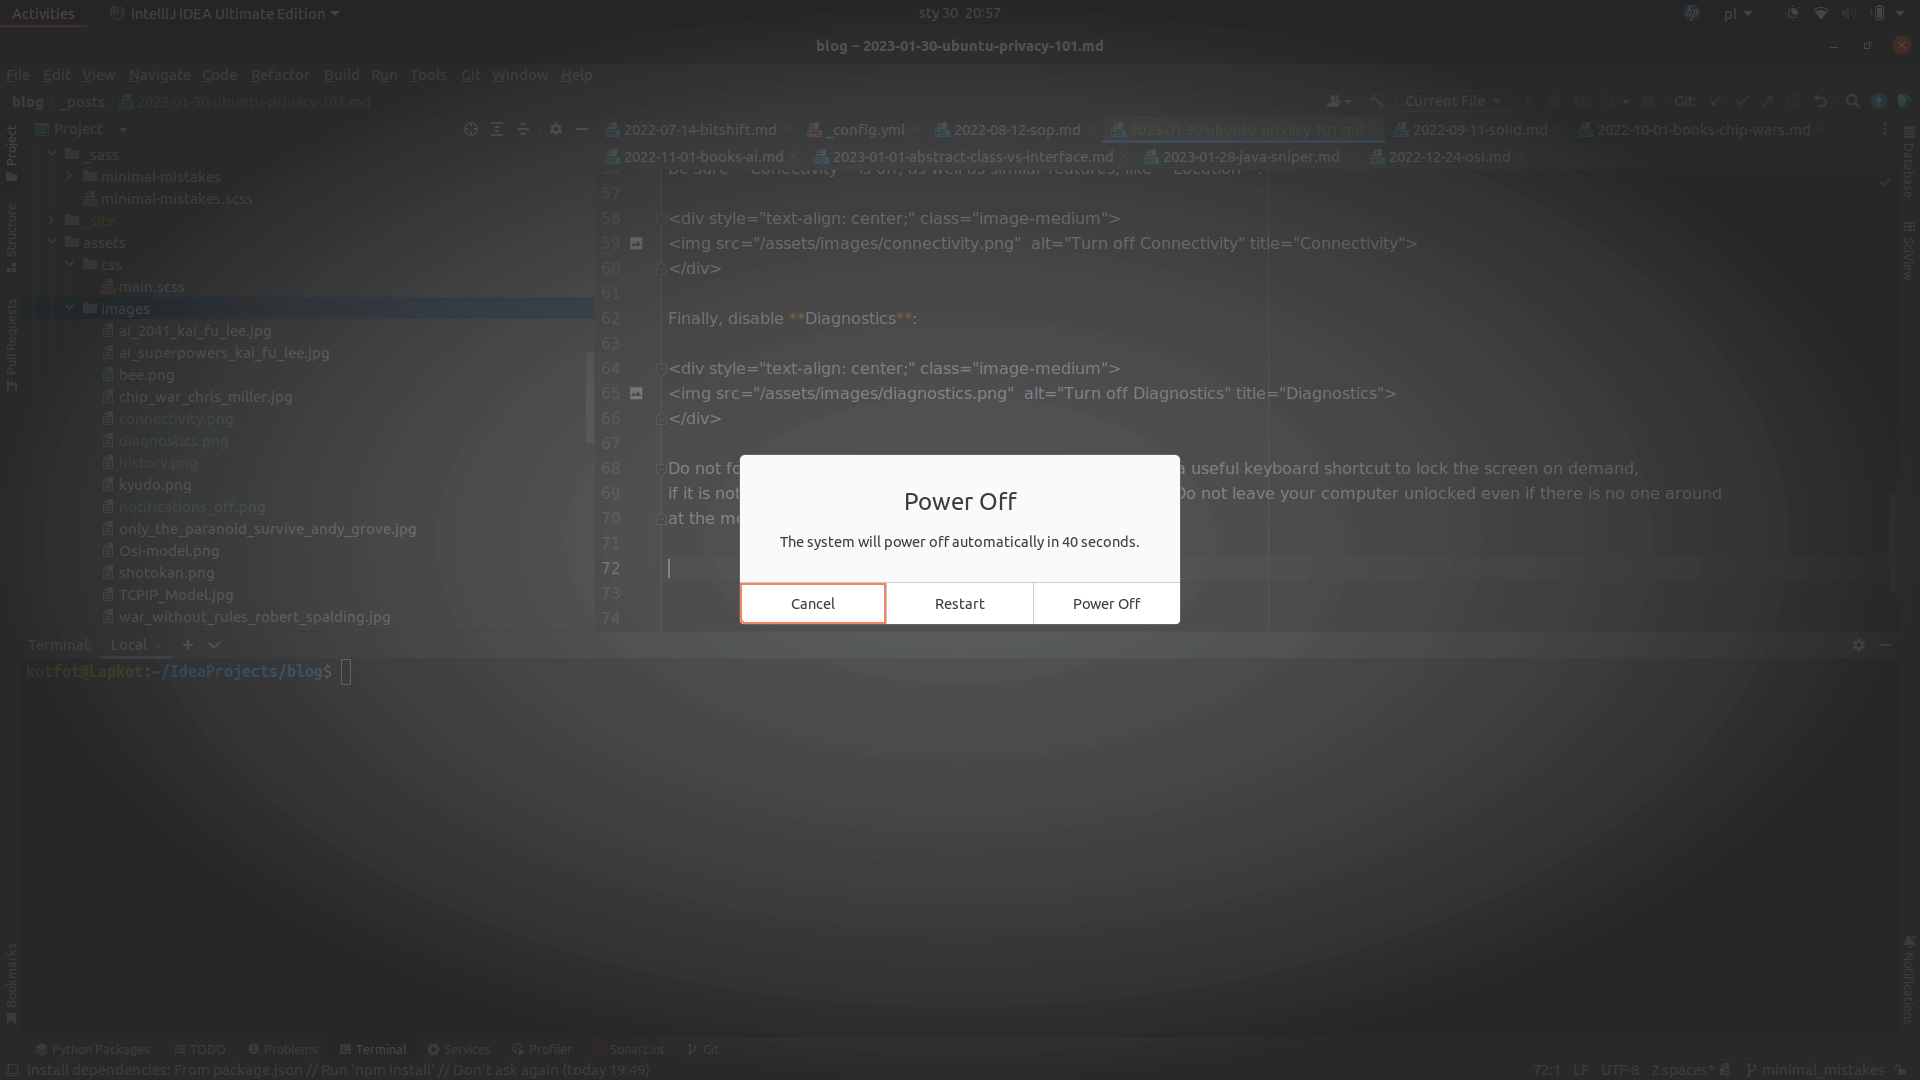 Activities IntelliJ IDEA Ultimate Edition sty 30 20:57 pl
blog – 2023-01-30-ubuntu-privacy-101.md
File Edit View Navigate Code Refactor Build Run Tools Git Window Help
blog _posts 2023-01-30-ubuntu-privacy-101.md Current File Git:
Project
2022-07-14-bitshift.md _config.yml 2022-08-12-sop.md 2023-01-30-ubuntu-privacy-101.md 2022-09-11-solid.md 2022-10-01-books-chip-wars.md
2022-11-01-books-ai.md 2023-01-01-abstract-class-vs-interface.md 2023-01-28-java-sniper.md 2022-12-24-osi.md
Project
Structure
Pull Requests
Bookmarks
_sass
minimal-mistakes
minimal-mistakes.scss
_site
assets
css
main.scss
images
ai_2041_kai_fu_lee.jpg
ai_superpowers_kai_fu_lee.jpg
bee.png
chip_war_chris_miller.jpg
connectivity.png
diagnostics.png
history.png
kyudo.png
notifications_off.png
only_the_paranoid_survive_andy_grove.jpg
Osi-model.png
shotokan.png
TCPIP_Model.jpg
war_without_rules_robert_spalding.jpg
57
58 <div style="text-align: center;" class="image-medium">
59 <img src="/assets/images/connectivity.png"  alt="Turn off Connectivity" title="Connectivity">
60 </div>
61
62 Finally, disable **Diagnostics**:
63
64 <div style="text-align: center;" class="image-medium">
65 <img src="/assets/images/diagnostics.png"  alt="Turn off Diagnostics" title="Diagnostics">
66 </div>
67
68 Do not a useful keyboard shortcut to lock the screen on demand,
69 if it is Do not leave your computer unlocked even if there is no one around
70 at the
71
72
73
74
Database
SciView
Notifications
Power Off
The system will power off automatically in 40 seconds.
Cancel Restart Power Off
Terminal: Local
kotfot@Lapkot:~/IdeaProjects/blog$
Python Packages TODO Problems Terminal Services Profiler SonarLint Git
Install dependencies: From package.json // Run 'npm install' // Don't ask again (today 19:49) 72:1 LF UTF-8 2 spaces* minimal_mistakes